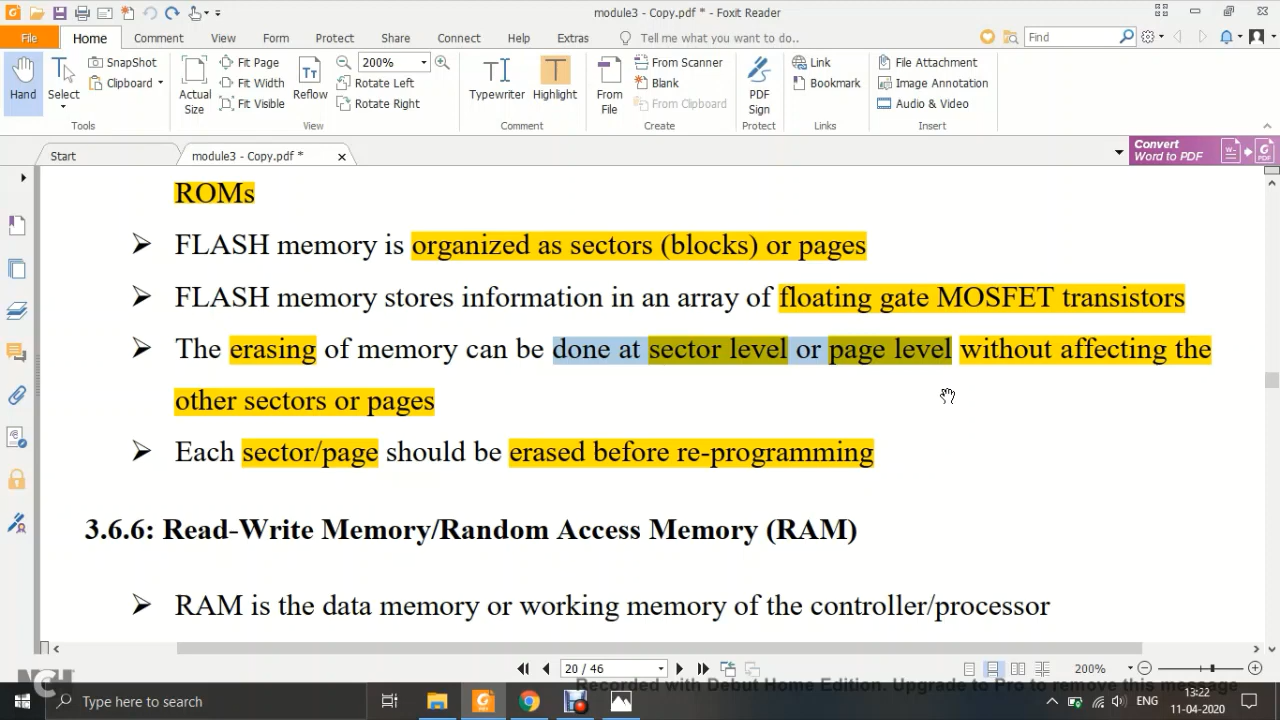 module3 - Copy.pdf * - Foxit Reader
File Home Comment View Form Protect Share Connect Help Extras Tell me what you want to do.. Find
Hand Select SnapShot Clipboard Actual Size Fit Page Fit Width Fit Visible Reflow 200% Rotate Left Rotate Right Typewriter Highlight From File From Scanner Blank From Clipboard PDF Sign Link Bookmark File Attachment Image Annotation Audio & Video
Tools View Comment Create Protect Links Insert
Start module3 - Copy.pdf * Convert Word to PDF
ROMs
➢ FLASH memory is organized as sectors (blocks) or pages
➢ FLASH memory stores information in an array of floating gate MOSFET transistors
➢ The erasing of memory can be done at sector level or page level without affecting the
other sectors or pages
➢ Each sector/page should be erased before re-programming
3.6.6: Read-Write Memory/Random Access Memory (RAM)
➢ RAM is the data memory or working memory of the controller/processor
20 / 46 200%
NCH
Recorded with Debut Home Edition. Upgrade to Pro to remove this message
Type here to search ENG 13:22
11-04-2020